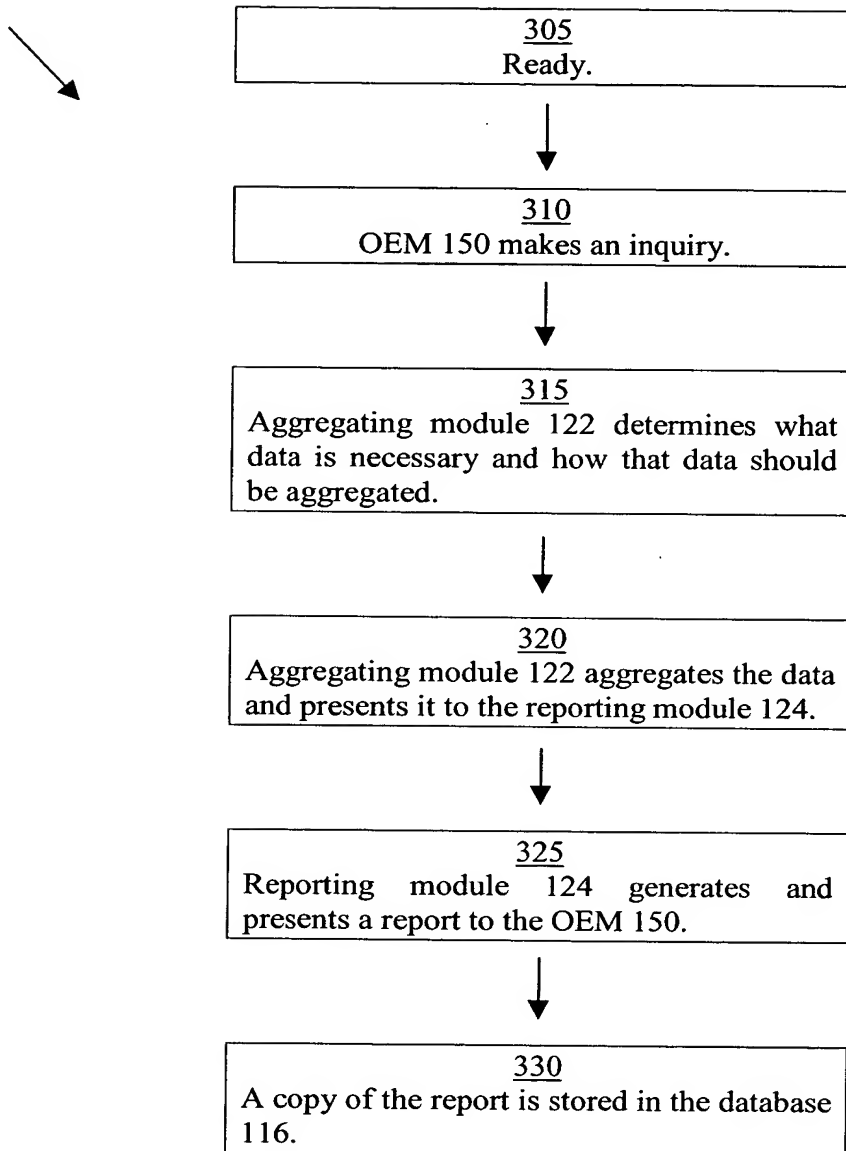 305
Ready.
310
OEM 150 makes an inquiry.
315
Aggregating module 122 determines what
data is necessary and how that data should
be aggregated.
320
Aggregating module 122 aggregates the data
and presents it to the reporting module 124.
325
Reporting module 124 generates and
presents a report to the OEM 150.
330
A copy of the report is stored in the database
116.